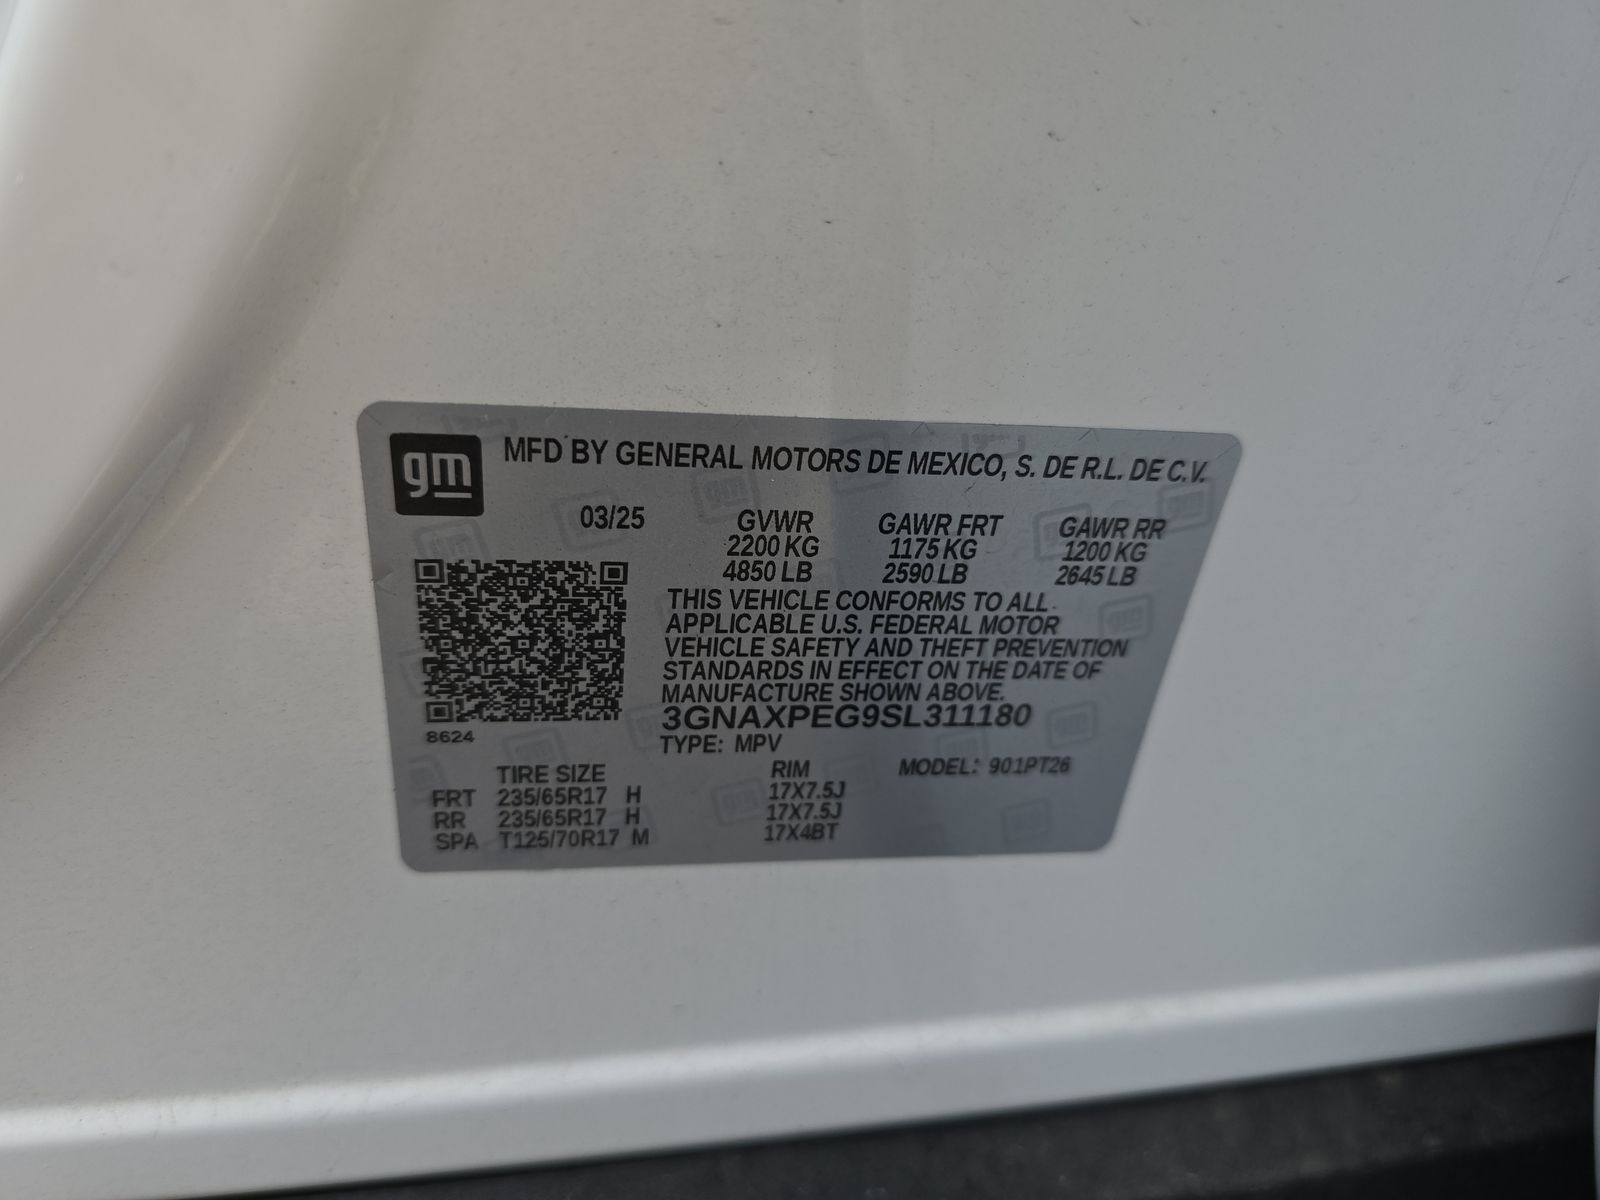 gm
MFD BY GENERAL MOTORS DE MEXICO, S. DE R.L. DE C.V.
03/25 GVWR GAWR FRT GAWR RR
2200 KG 1175 KG 1200 KG
4850 LB 2590 LB 2645 LB
THIS VEHICLE CONFORMS TO ALL
APPLICABLE U.S. FEDERAL MOTOR
VEHICLE SAFETY AND THEFT PREVENTION
STANDARDS IN EFFECT ON THE DATE OF
MANUFACTURE SHOWN ABOVE.
3GNAXPEG9SL311180
8624
TYPE: MPV
MODEL: 901PT26
TIRE SIZE RIM
FRT 235/65R17 H 17X7.5J
RR 235/65R17 H 17X7.5J
SPA T125/70R17 M 17X4BT